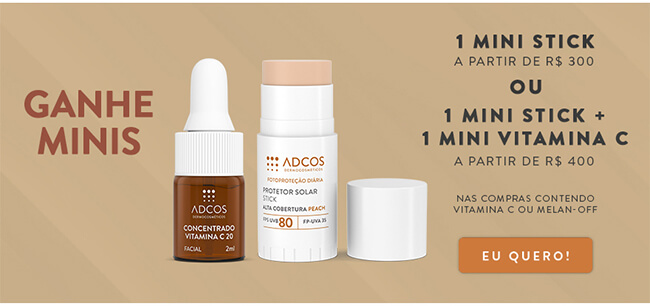 GANHE
MINIS
ADCOS
DERMOCOSMÉTICOS
CONCENTRADO
VITAMINA C 20
FACIAL 2ml
ADCOS
DERMOCOSMÉTICOS
FOTOPROTEÇÃO DIÁRIA
PROTETOR SOLAR
STICK
ALTA COBERTURA PEACH
FPS-UVB 80 FP-UVA 35
1 MINI STICK
A PARTIR DE R$ 300
OU
1 MINI STICK +
1 MINI VITAMINA C
A PARTIR DE R$ 400
NAS COMPRAS CONTENDO
VITAMINA C OU MELAN-OFF
EU QUERO!